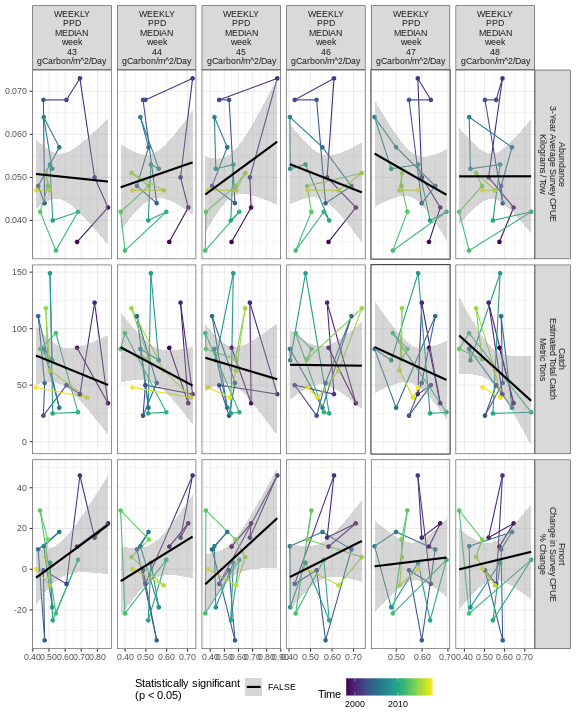 WEEKLY
PPD
MEDIAN
week
43
gCarbon/m^2/Day
WEEKLY
PPD
MEDIAN
week
44
gCarbon/m^2/Day
WEEKLY
PPD
MEDIAN
week
45
gCarbon/m^2/Day
WEEKLY
PPD
MEDIAN
week
46
gCarbon/m^2/Day
WEEKLY
PPD
MEDIAN
week
47
gCarbon/m^2/Day
WEEKLY
PPD
MEDIAN
week
48
gCarbon/m^2/Day
0.070
0.060
0.050
0.040
Abundance
3-Year Average Survey CPUE
Kilograms / Tow
150
100
50
0
Catch
Estimated Total Catch
Metric Tons
40
20
0
-20
Fmort
Change in Survey CPUE
% Change
0.40 0.50 0.60 0.70 0.80
0.40 0.50 0.60 0.70
0.40 0.50 0.60 0.70 0.80
0.40 0.50 0.60 0.70
0.50 0.60 0.70
0.40 0.50 0.60 0.70
Statistically significant
(p < 0.05)
FALSE
Time
2000 2010